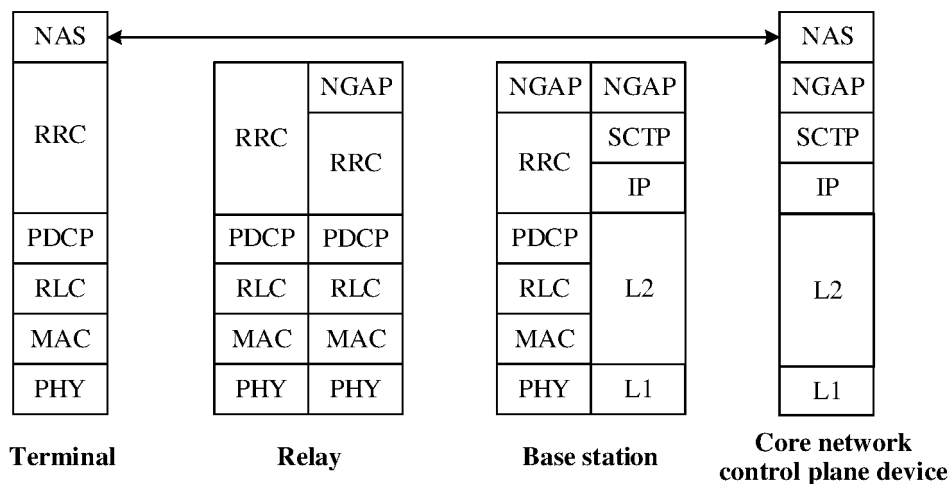 NAS
RRC
PDCP
RLC
MAC
PHY
Terminal
RRC
NGAP
RRC
PDCP PDCP
RLC RLC
MAC MAC
PHY PHY
Relay
NGAP NGAP
RRC
SCTP
IP
PDCP
RLC
MAC
PHY
L2
L1
Base station
NAS
NGAP
SCTP
IP
L2
L1
Core network
control plane device